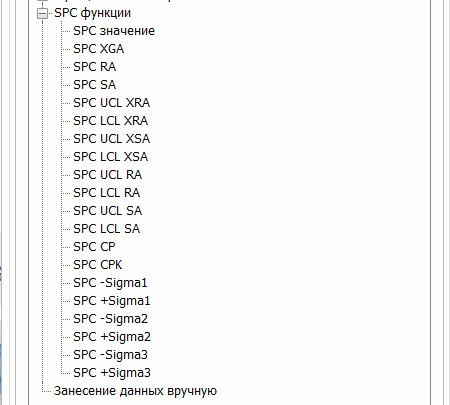 SPC функции
SPC значение
SPC XGA
SPC RA
SPC SA
SPC UCL XRA
SPC LCL XRA
SPC UCL XSA
SPC LCL XSA
SPC UCL RA
SPC LCL RA
SPC UCL SA
SPC LCL SA
SPC CP
SPC CPK
SPC -Sigma1
SPC +Sigma1
SPC -Sigma2
SPC +Sigma2
SPC -Sigma3
SPC +Sigma3
Занесение данных вручную